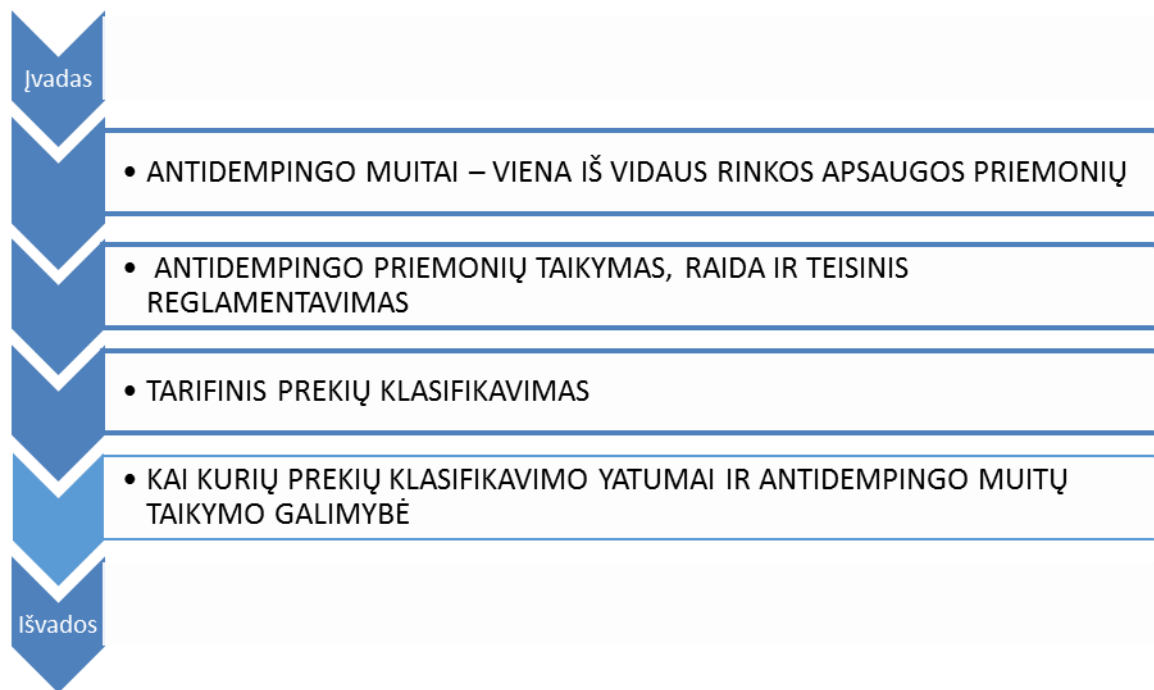 Įvadas
• ANTIDEMPINGO MUITAI – VIENA IŠ VIDAUS RINKOS APSAUGOS PRIEMONIŲ
• ANTIDEMPINGO PRIEMONIŲ TAIKYMAS, RAIDA IR TEISINIS
REGLAMENTAVIMAS
• TARIFINIS PREKIŲ KLASIFIKAVIMAS
• KAI KURIŲ PREKIŲ KLASIFIKAVIMO YATUMAI IR ANTIDEMPINGO MUITŲ
TAIKYMO GALIMYBĖ
Išvados